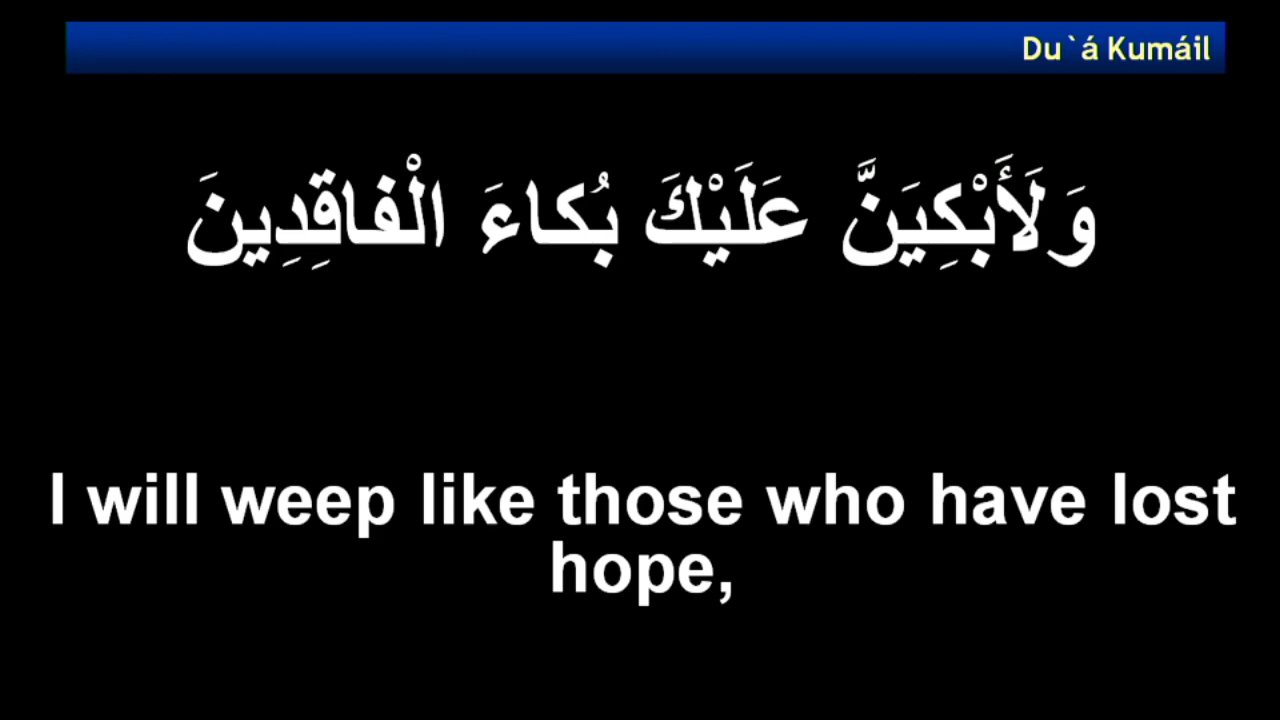 Du`á Kumáil
وَلَأَبْكِيَنَّ عَلَيْكَ بُكاءَ الْفاقِدِينَ
I will weep like those who have lost
hope,